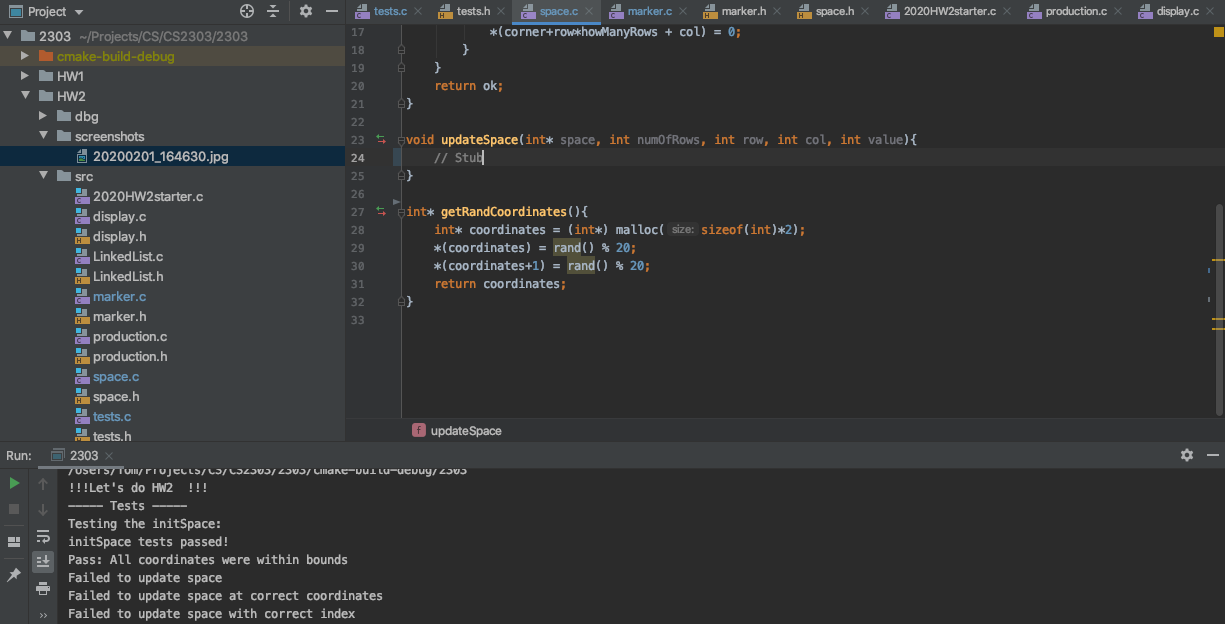 Project
2303 ~/Projects/CS/CS2303/2303
cmake-build-debug
HW1
HW2
dbg
screenshots
20200201_164630.jpg
src
2020HW2starter.c
display.c
display.h
LinkedList.c
LinkedList.h
marker.c
marker.h
production.c
production.h
space.c
space.h
tests.c
tests.h
tests.c tests.h space.c marker.c marker.h space.h 2020HW2starter.c production.c display.c
17 *(corner+row*howManyRows + col) = 0;
18 }
19 }
20 return ok;
21 }
22
23 void updateSpace(int* space, int numOfRows, int row, int col, int value){
24 // Stub
25 }
26
27 int* getRandCoordinates(){
28 int* coordinates = (int*) malloc( size: sizeof(int)*2);
29 *(coordinates) = rand() % 20;
30 *(coordinates+1) = rand() % 20;
31 return coordinates;
32 }
33
f updateSpace
Run: 2303
/Users/Tom/Projects/CS/CS2303/2303/cmake-build-debug/2303
!!!Let's do HW2  !!!
----- Tests -----
Testing the initSpace:
initSpace tests passed!
Pass: All coordinates were within bounds
Failed to update space
Failed to update space at correct coordinates
Failed to update space with correct index